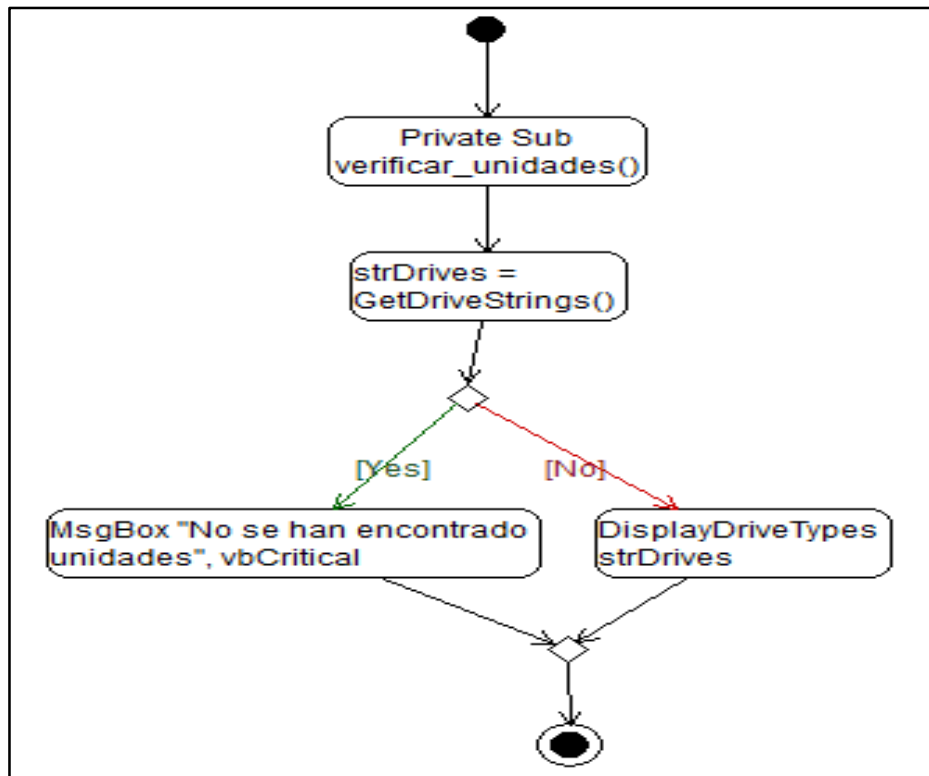 Private Sub
verificar_unidades()
strDrives =
GetDriveStrings()
[Yes]
[No]
MsgBox "No se han encontrado
unidades", vbCritical
DisplayDriveTypes
strDrives